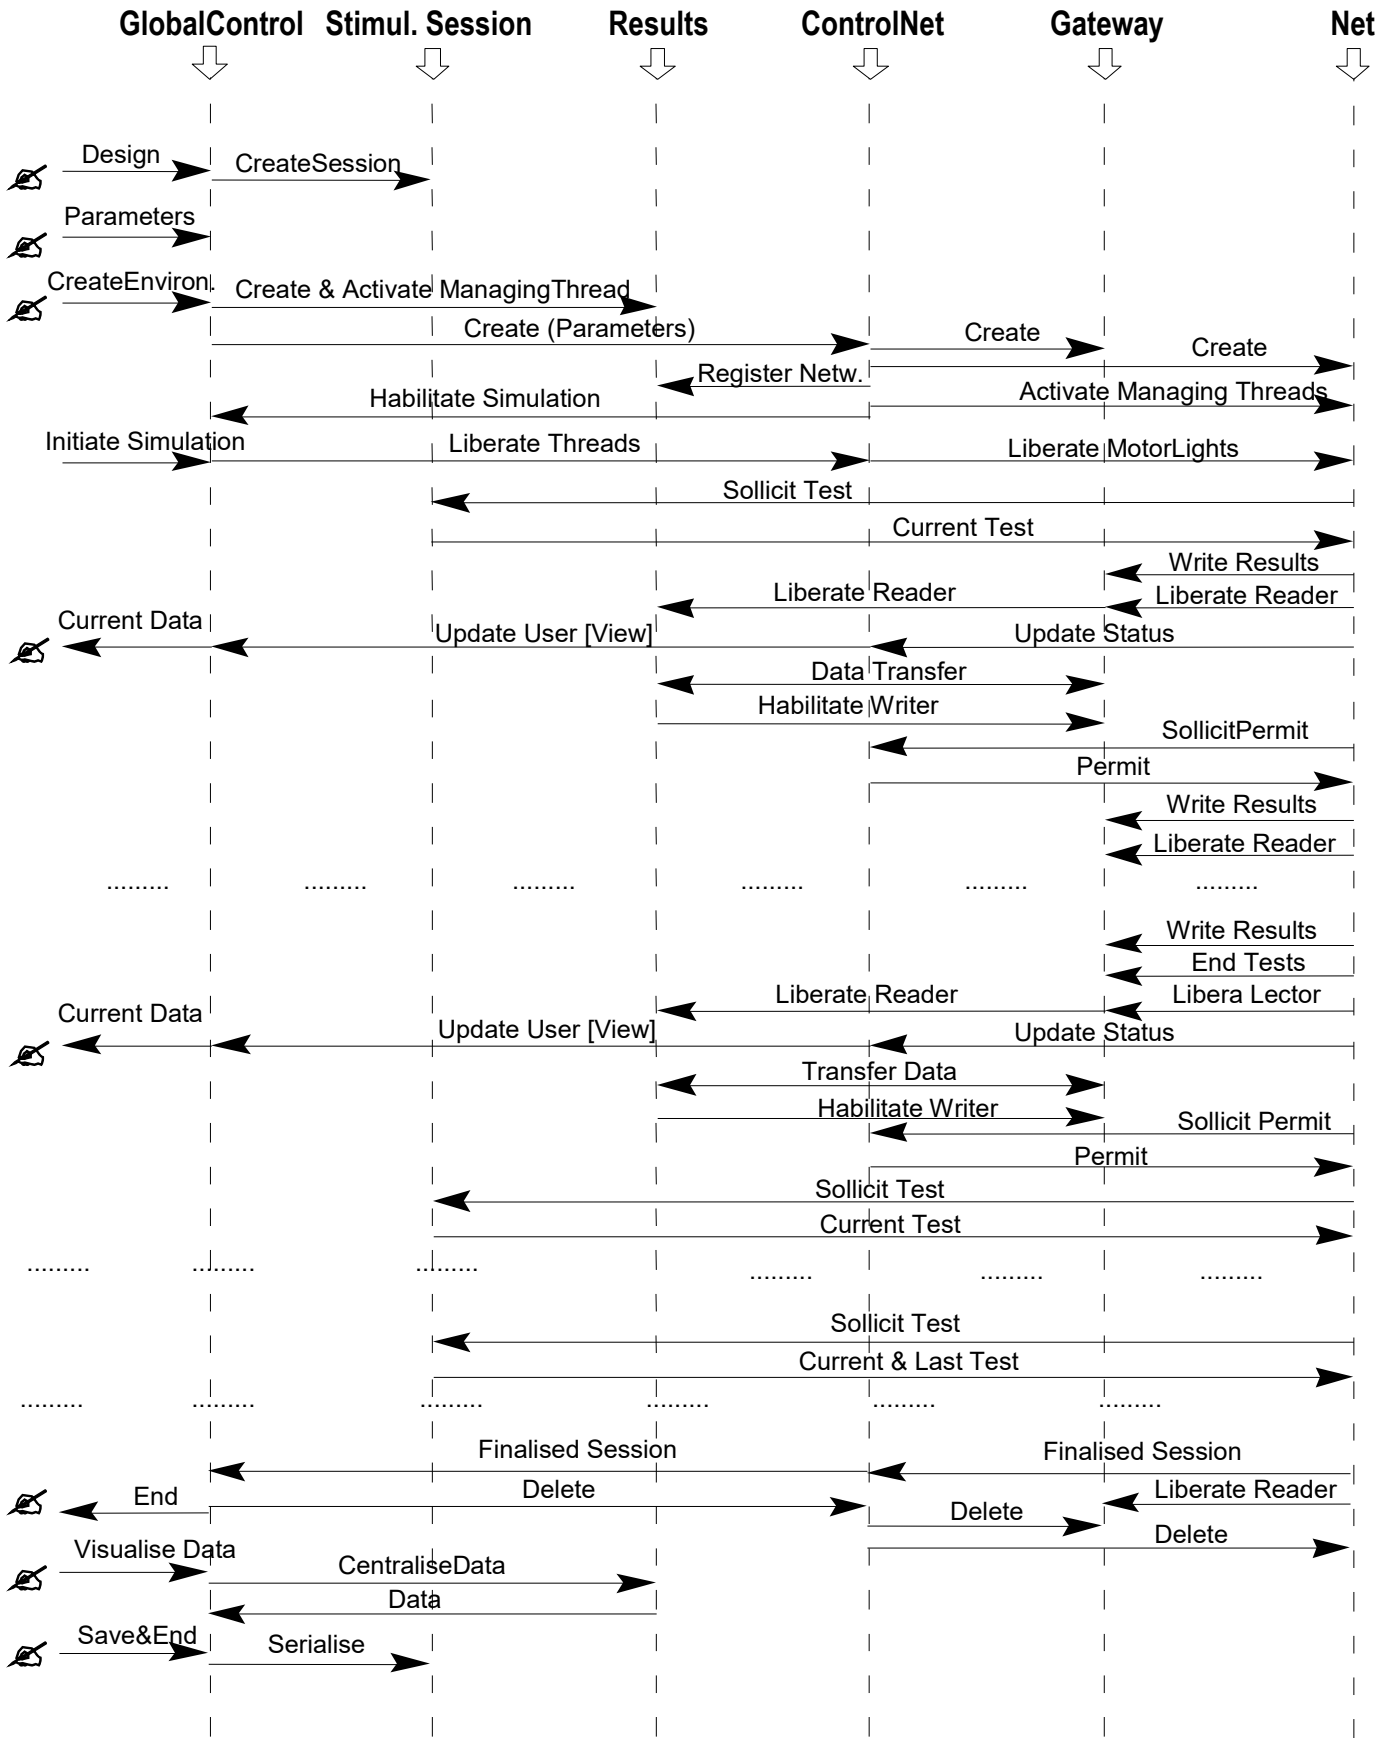 GlobalControl Stimul. Session Results ControlNet Gateway Net
Design
CreateSession
Parameters
CreateEnviron.
Create & Activate ManagingThread
Create (Parameters)
Create
Create
Register Netw.
Activate Managing Threads
Habilitate Simulation
Initiate Simulation
Liberate Threads
Liberate MotorLights
Sollicit Test
Current Test
Write Results
Liberate Reader
Liberate Reader
Current Data
Update User [View]
Update Status
Data Transfer
Habilitate Writer
SollicitPermit
Permit
Write Results
Liberate Reader
......... ......... ......... ......... ......... .........
Write Results
End Tests
Liberate Reader
Libera Lector
Current Data
Update User [View]
Update Status
Transfer Data
Habilitate Writer
Sollicit Permit
Permit
Sollicit Test
Current Test
......... ......... ......... ......... ......... .........
Sollicit Test
Current & Last Test
......... ......... ......... ......... ......... .........
Finalised Session
Finalised Session
End
Delete
Liberate Reader
Delete
Delete
Visualise Data
CentraliseData
Data
Save&End
Serialise